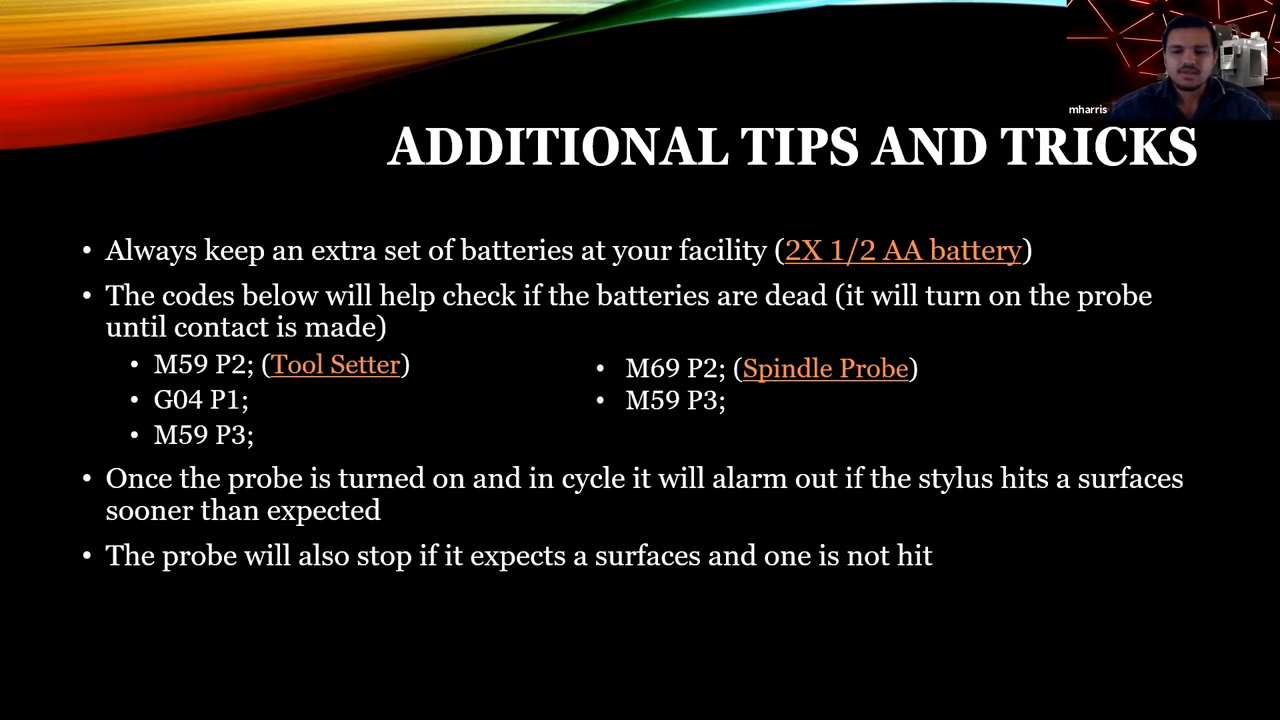 mharris
ADDITIONAL TIPS AND TRICKS
• Always keep an extra set of batteries at your facility (2X 1/2 AA battery)
• The codes below will help check if the batteries are dead (it will turn on the probe
until contact is made)
• M59 P2; (Tool Setter)
• G04 P1;
• M59 P3;
• M69 P2; (Spindle Probe)
• M59 P3;
• Once the probe is turned on and in cycle it will alarm out if the stylus hits a surfaces
sooner than expected
• The probe will also stop if it expects a surfaces and one is not hit